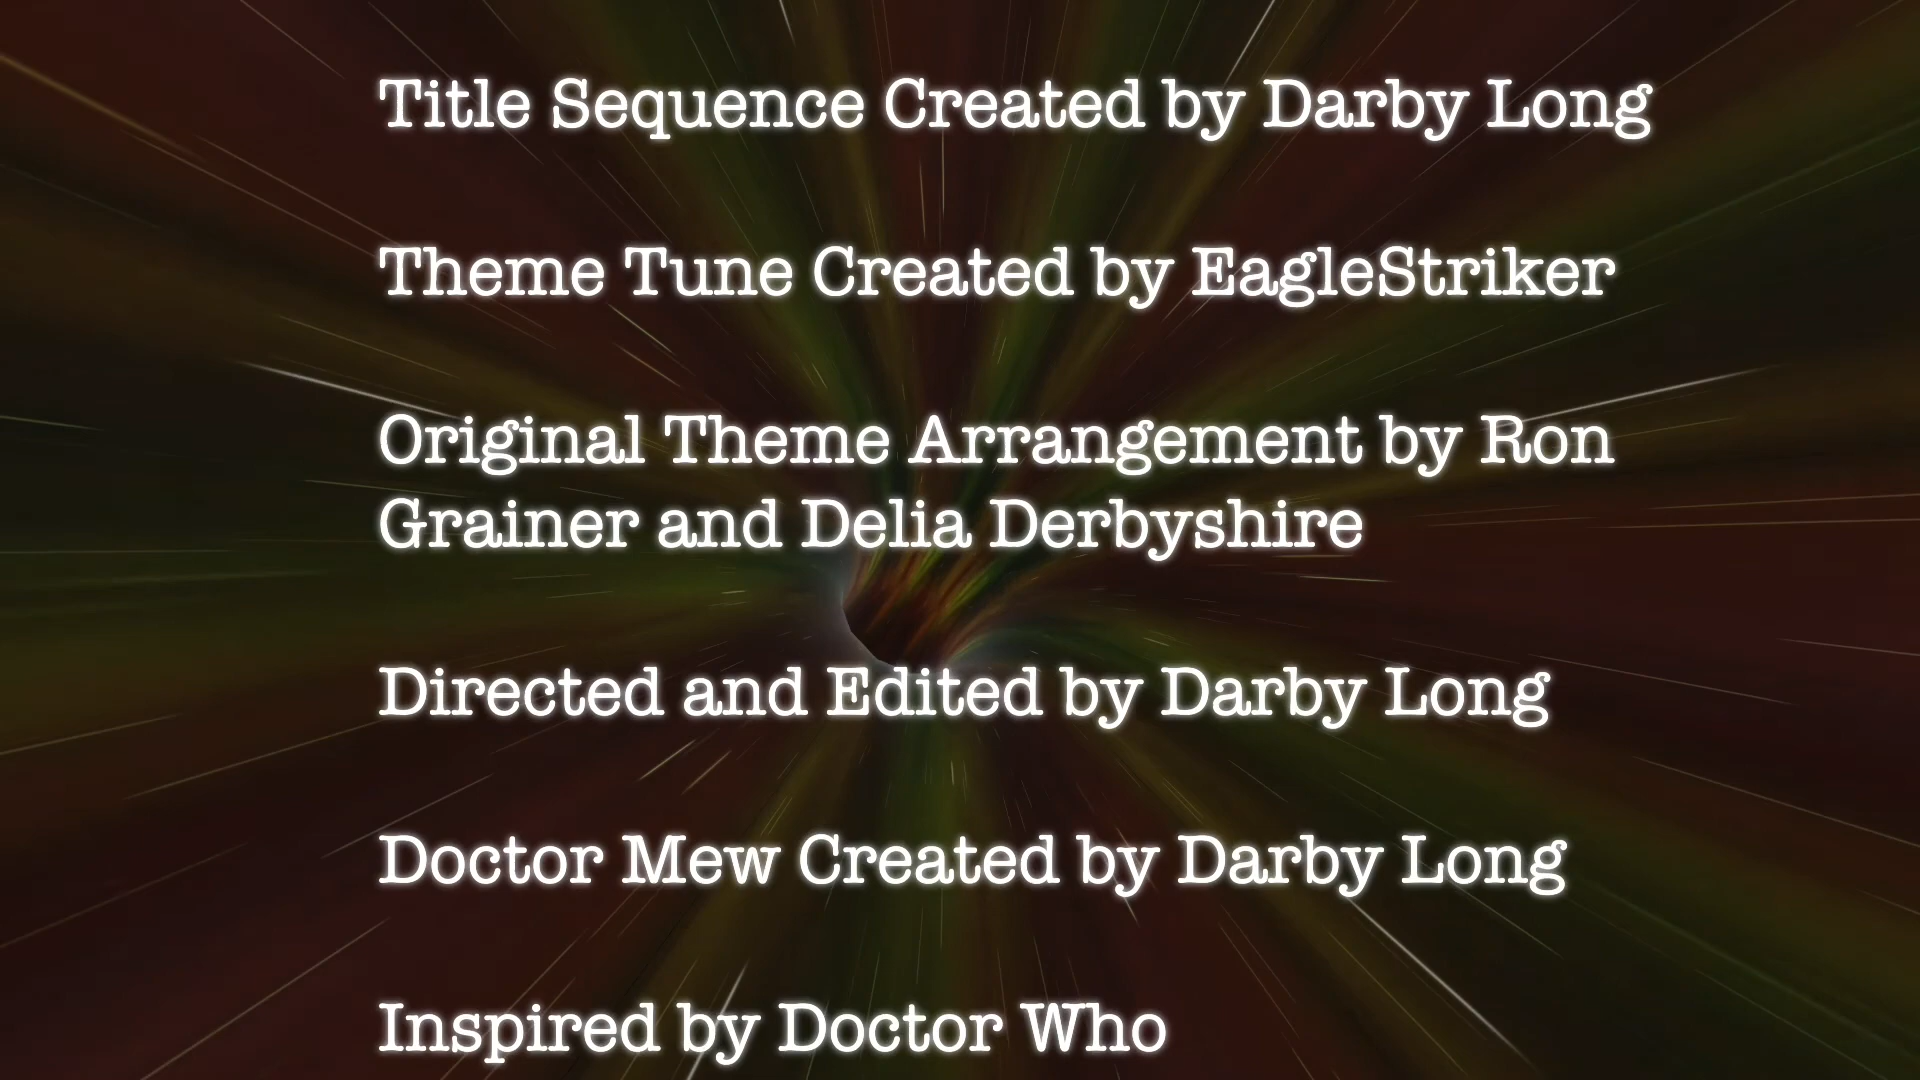 Title Sequence Created by Darby Long
Theme Tune Created by EagleStriker
Original Theme Arrangement by Ron
Grainer and Delia Derbyshire
Directed and Edited by Darby Long
Doctor Mew Created by Darby Long
Inspired by Doctor Who